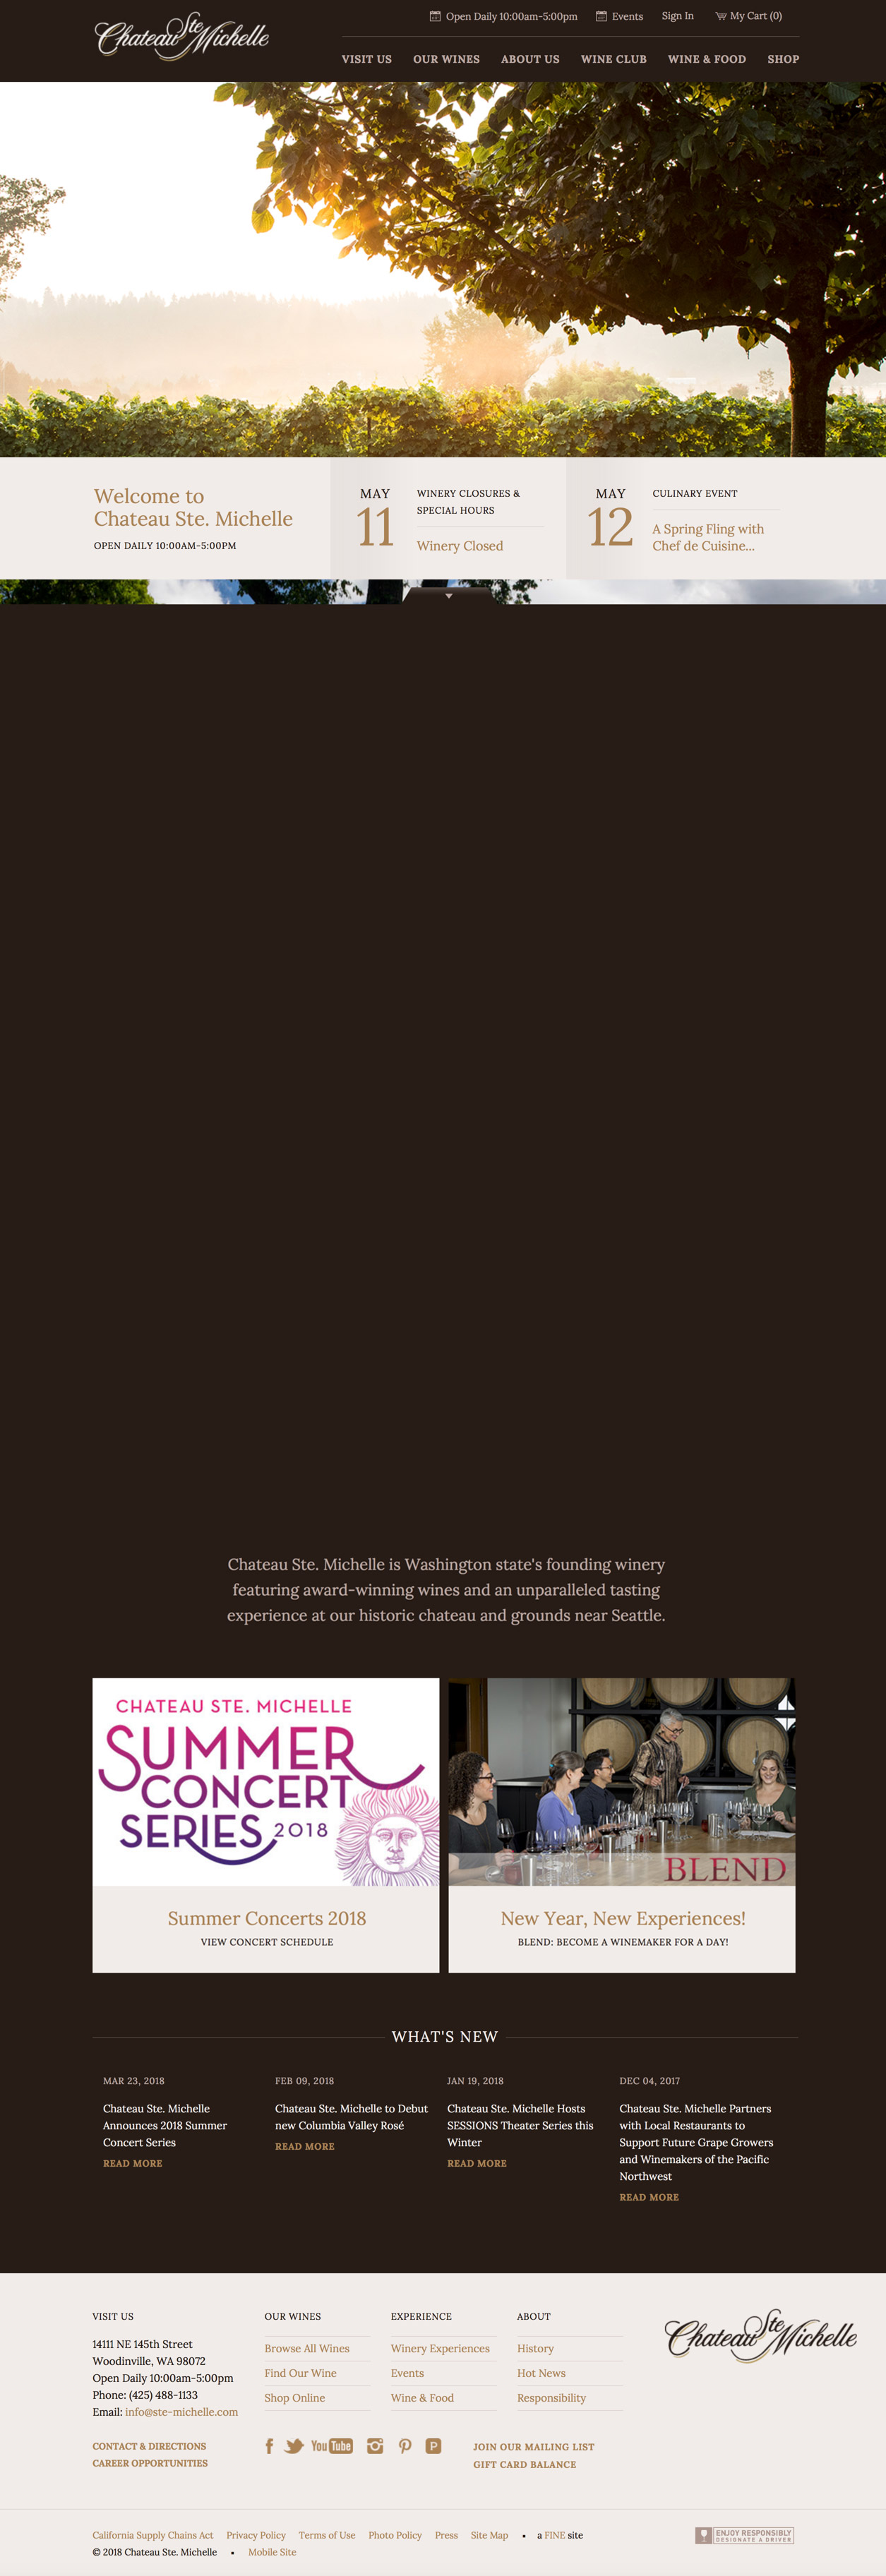 Chateau Ste Michelle
Open Daily 10:00am-5:00pm Events Sign In My Cart (0)
VISIT US OUR WINES ABOUT US WINE CLUB WINE & FOOD SHOP
Welcome to
Chateau Ste. Michelle
OPEN DAILY 10:00AM-5:00PM
MAY
11
WINERY CLOSURES &
SPECIAL HOURS
Winery Closed
MAY
12
CULINARY EVENT
A Spring Fling with
Chef de Cuisine...
Chateau Ste. Michelle is Washington state's founding winery
featuring award-winning wines and an unparalleled tasting
experience at our historic chateau and grounds near Seattle.
CHATEAU STE. MICHELLE
SUMMER
CONCERT
SERIES 2018
Summer Concerts 2018
VIEW CONCERT SCHEDULE
BLEND
New Year, New Experiences!
BLEND: BECOME A WINEMAKER FOR A DAY!
WHAT'S NEW
MAR 23, 2018
Chateau Ste. Michelle
Announces 2018 Summer
Concert Series
READ MORE
FEB 09, 2018
Chateau Ste. Michelle to Debut
new Columbia Valley Rosé
READ MORE
JAN 19, 2018
Chateau Ste. Michelle Hosts
SESSIONS Theater Series this
Winter
READ MORE
DEC 04, 2017
Chateau Ste. Michelle Partners
with Local Restaurants to
Support Future Grape Growers
and Winemakers of the Pacific
Northwest
READ MORE
VISIT US
14111 NE 145th Street
Woodinville, WA 98072
Open Daily 10:00am-5:00pm
Phone: (425) 488-1133
Email: info@ste-michelle.com
CONTACT & DIRECTIONS
CAREER OPPORTUNITIES
OUR WINES
Browse All Wines
Find Our Wine
Shop Online
EXPERIENCE
Winery Experiences
Events
Wine & Food
ABOUT
History
Hot News
Responsibility
Chateau Ste Michelle
f YouTube P
JOIN OUR MAILING LIST
GIFT CARD BALANCE
California Supply Chains Act Privacy Policy Terms of Use Photo Policy Press Site Map • a FINE site
© 2018 Chateau Ste. Michelle • Mobile Site
ENJOY RESPONSIBLY
DESIGNATE A DRIVER